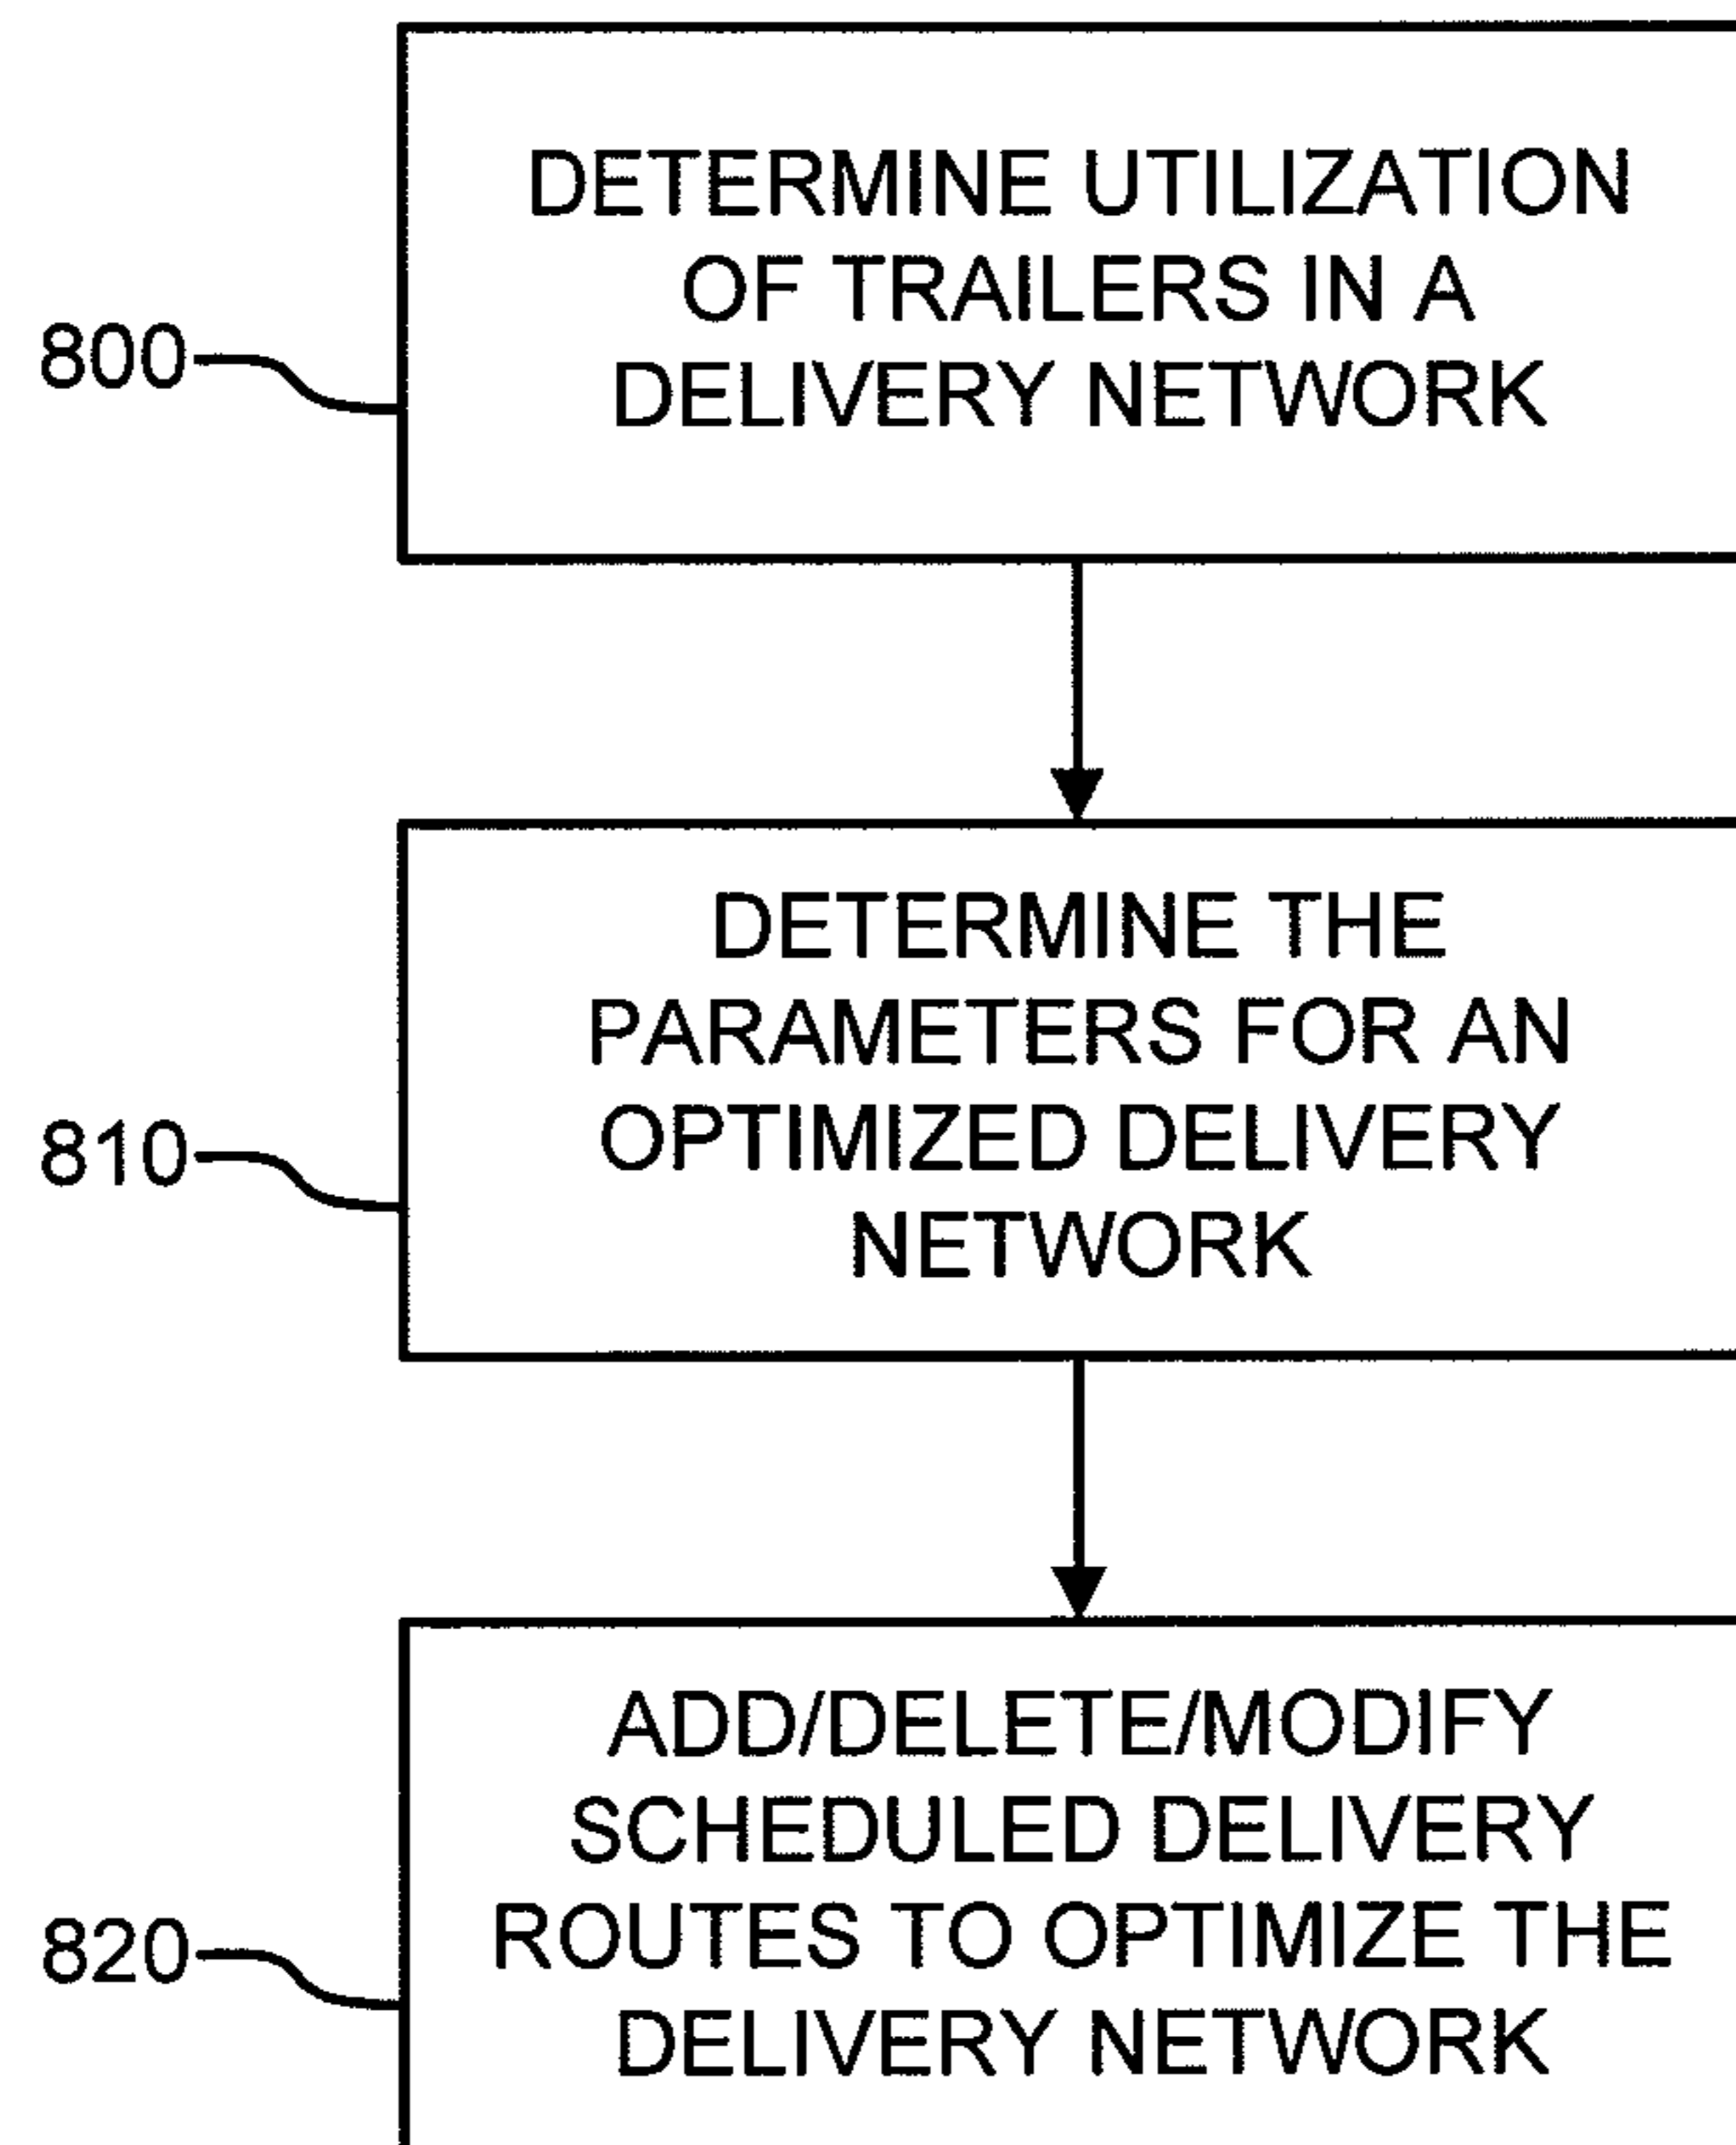 DETERMINE UTILIZATION
OF TRAILERS IN A
DELIVERY NETWORK
800
DETERMINE THE
PARAMETERS FOR AN
OPTIMIZED DELIVERY
NETWORK
810
ADD/DELETE/MODIFY
SCHEDULED DELIVERY
ROUTES TO OPTIMIZE THE
DELIVERY NETWORK
820